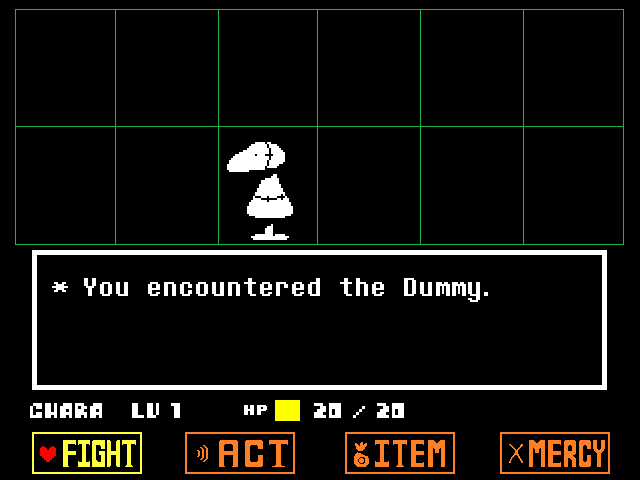 * You encountered the Dummy.
CHARA LV 1 HP 20 / 20
FIGHT ACT ITEM MERCY